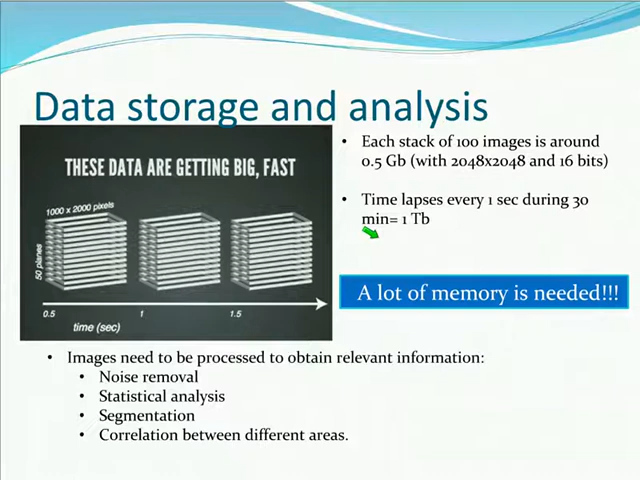 Data storage and analysis
THESE DATA ARE GETTING BIG, FAST
1000 x 2000 pixels
50 planes
0.5
1
1.5
time (sec)
• Each stack of 100 images is around
0.5 Gb (with 2048x2048 and 16 bits)
• Time lapses every 1 sec during 30
min= 1 Tb
A lot of memory is needed!!!
• Images need to be processed to obtain relevant information:
• Noise removal
• Statistical analysis
• Segmentation
• Correlation between different areas.